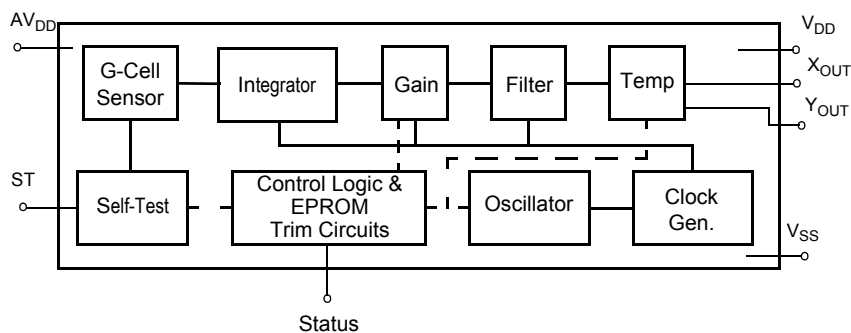 AVDD
VDD
G-Cell
Sensor
Integrator
Gain
Filter
Temp
XOUT
YOUT
ST
Self-Test
Control Logic &
EPROM
Trim Circuits
Oscillator
Clock
Gen.
VSS
Status